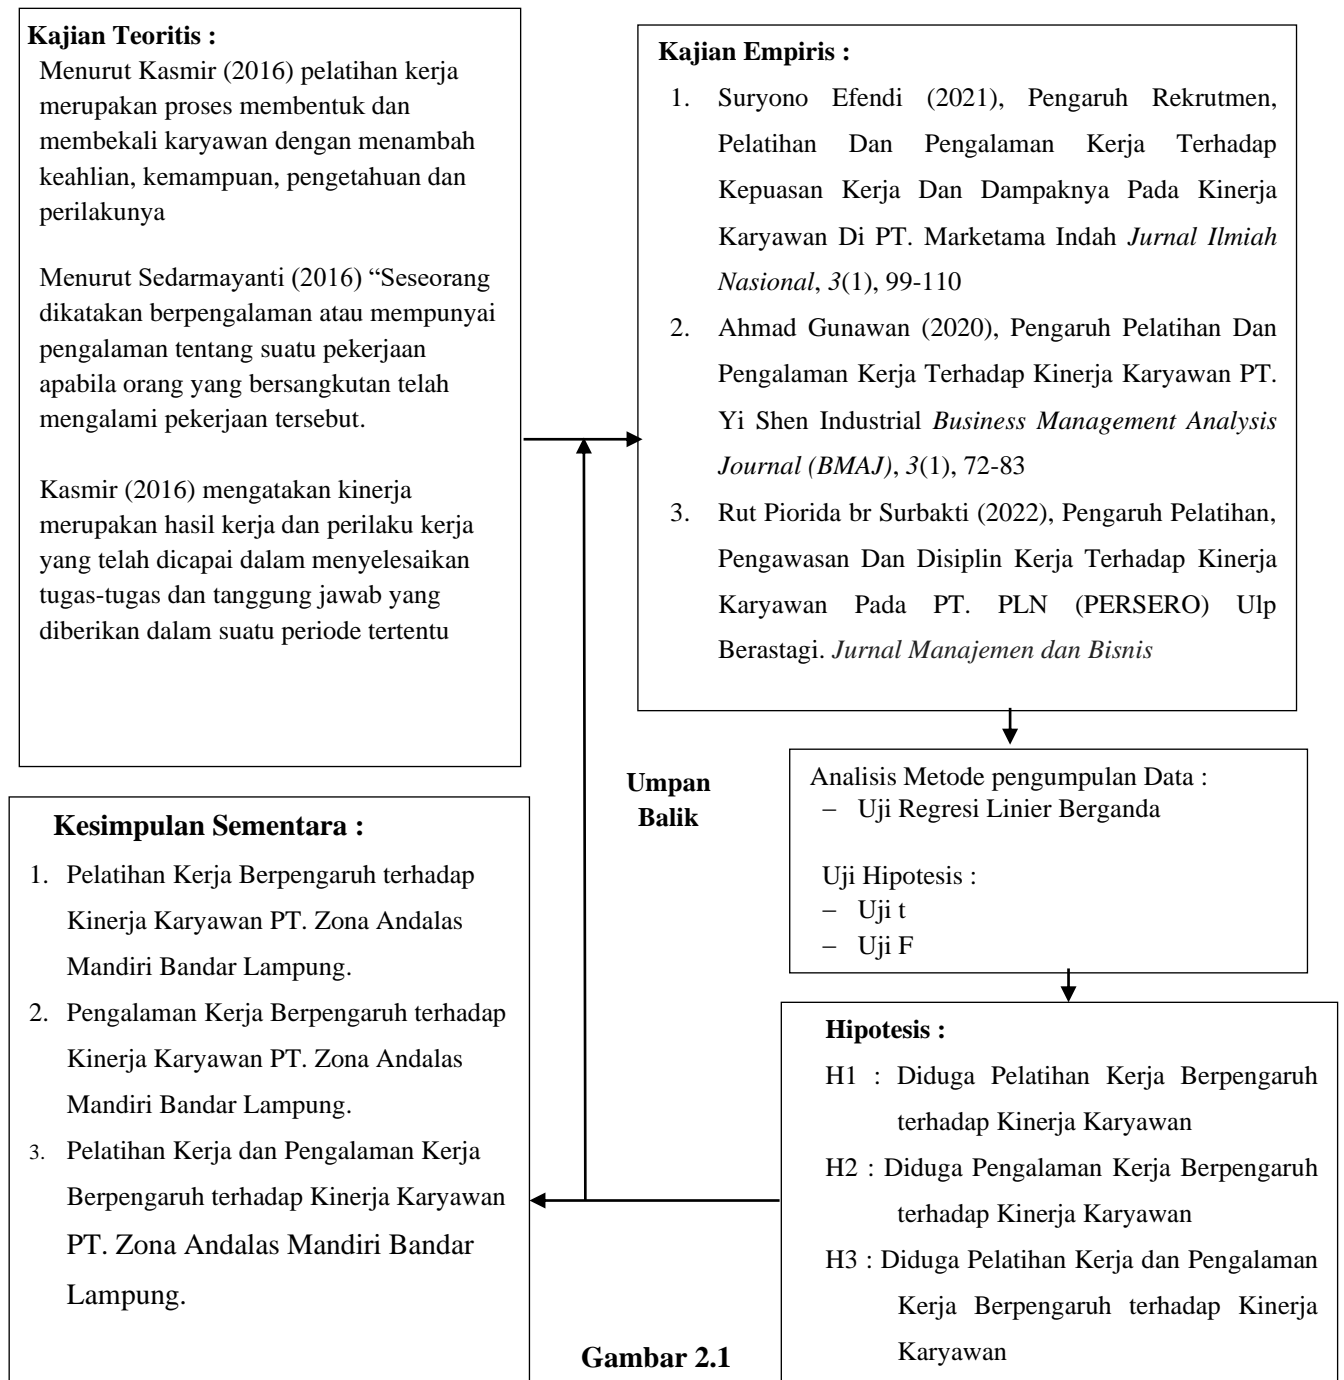 Kajian Teoritis :
Menurut Kasmir (2016) pelatihan kerja
merupakan proses membentuk dan
membekali karyawan dengan menambah
keahlian, kemampuan, pengetahuan dan
perilakunya
Menurut Sedarmayanti (2016) “Seseorang
dikatakan berpengalaman atau mempunyai
pengalaman tentang suatu pekerjaan
apabila orang yang bersangkutan telah
mengalami pekerjaan tersebut.
Kasmir (2016) mengatakan kinerja
merupakan hasil kerja dan perilaku kerja
yang telah dicapai dalam menyelesaikan
tugas-tugas dan tanggung jawab yang
diberikan dalam suatu periode tertentu
Kajian Empiris :
1. Suryono Efendi (2021), Pengaruh Rekrutmen,
Pelatihan Dan Pengalaman Kerja Terhadap
Kepuasan Kerja Dan Dampaknya Pada Kinerja
Karyawan Di PT. Marketama Indah Jurnal Ilmiah
Nasional, 3(1), 99-110
2. Ahmad Gunawan (2020), Pengaruh Pelatihan Dan
Pengalaman Kerja Terhadap Kinerja Karyawan PT.
Yi Shen Industrial Business Management Analysis
Journal (BMAJ), 3(1), 72-83
3. Rut Piorida br Surbakti (2022), Pengaruh Pelatihan,
Pengawasan Dan Disiplin Kerja Terhadap Kinerja
Karyawan Pada PT. PLN (PERSERO) Ulp
Berastagi. Jurnal Manajemen dan Bisnis
Umpan
Balik
Analisis Metode pengumpulan Data :
– Uji Regresi Linier Berganda
Uji Hipotesis :
– Uji t
– Uji F
Hipotesis :
H1 : Diduga Pelatihan Kerja Berpengaruh
terhadap Kinerja Karyawan
H2 : Diduga Pengalaman Kerja Berpengaruh
terhadap Kinerja Karyawan
H3 : Diduga Pelatihan Kerja dan Pengalaman
Kerja Berpengaruh terhadap Kinerja
Karyawan
Kesimpulan Sementara :
1. Pelatihan Kerja Berpengaruh terhadap
Kinerja Karyawan PT. Zona Andalas
Mandiri Bandar Lampung.
2. Pengalaman Kerja Berpengaruh terhadap
Kinerja Karyawan PT. Zona Andalas
Mandiri Bandar Lampung.
3. Pelatihan Kerja dan Pengalaman Kerja
Berpengaruh terhadap Kinerja Karyawan
PT. Zona Andalas Mandiri Bandar
Lampung.
Gambar 2.1